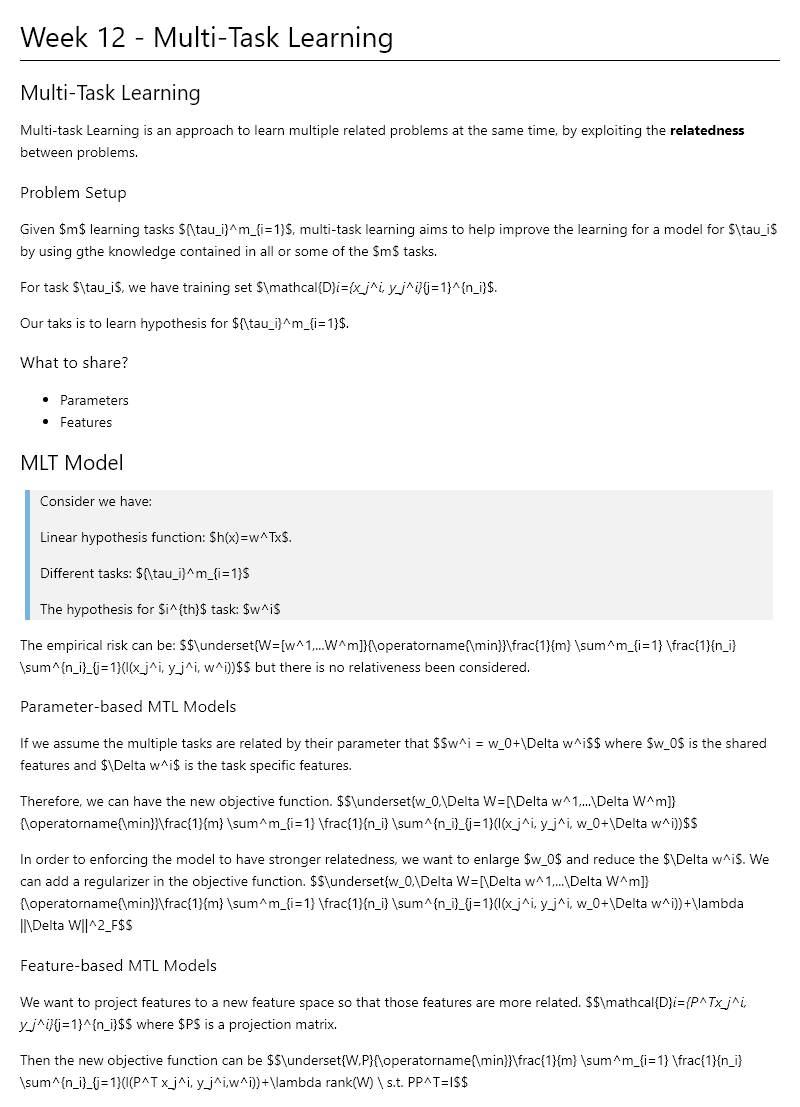 Week 12 - Multi-Task Learning
Multi-Task Learning
Multi-task Learning is an approach to learn multiple related problems at the same time, by exploiting the relatedness
between problems.
Problem Setup
Given $m$ learning tasks ${\tau_i}^m_{i=1}$, multi-task learning aims to help improve the learning for a model for $\tau_i$
by using gthe knowledge contained in all or some of the $m$ tasks.
For task $\tau_i$, we have training set $\mathcal{D}i={x_j^i, y_j^i}{j=1}^{n_i}$.
Our taks is to learn hypothesis for ${\tau_i}^m_{i=1}$.
What to share?
• Parameters
• Features
MLT Model
Consider we have:
Linear hypothesis function: $h(x)=w^Tx$.
Different tasks: ${\tau_i}^m_{i=1}$
The hypothesis for $i^{th}$ task: $w^i$
The empirical risk can be: $$\underset{W=[w^1,...W^m]}{\operatorname{\min}}\frac{1}{m} \sum^m_{i=1} \frac{1}{n_i}
\sum^{n_i}_{j=1}(l(x_j^i, y_j^i, w^i))$$ but there is no relativeness been considered.
Parameter-based MTL Models
If we assume the multiple tasks are related by their parameter that $$w^i = w_0+\Delta w^i$$ where $w_0$ is the shared
features and $\Delta w^i$ is the task specific features.
Therefore, we can have the new objective function. $$\underset{w_0,\Delta W=[\Delta w^1,...\Delta W^m]}
{\operatorname{\min}}\frac{1}{m} \sum^m_{i=1} \frac{1}{n_i} \sum^{n_i}_{j=1}(l(x_j^i, y_j^i, w_0+\Delta w^i))$$
In order to enforcing the model to have stronger relatedness, we want to enlarge $w_0$ and reduce the $\Delta w^i$. We
can add a regularizer in the objective function. $$\underset{w_0,\Delta W=[\Delta w^1,...\Delta W^m]}
{\operatorname{\min}}\frac{1}{m} \sum^m_{i=1} \frac{1}{n_i} \sum^{n_i}_{j=1}(l(x_j^i, y_j^i, w_0+\Delta w^i))+\lambda
||\Delta W||^2_F$$
Feature-based MTL Models
We want to project features to a new feature space so that those features are more related. $$\mathcal{D}i={P^Tx_j^i,
y_j^i}{j=1}^{n_i}$$ where $P$ is a projection matrix.
Then the new objective function can be $$\underset{W,P}{\operatorname{\min}}\frac{1}{m} \sum^m_{i=1} \frac{1}{n_i}
\sum^{n_i}_{j=1}(l(P^T x_j^i, y_j^i,w^i))+\lambda rank(W) \ s.t. PP^T=I$$